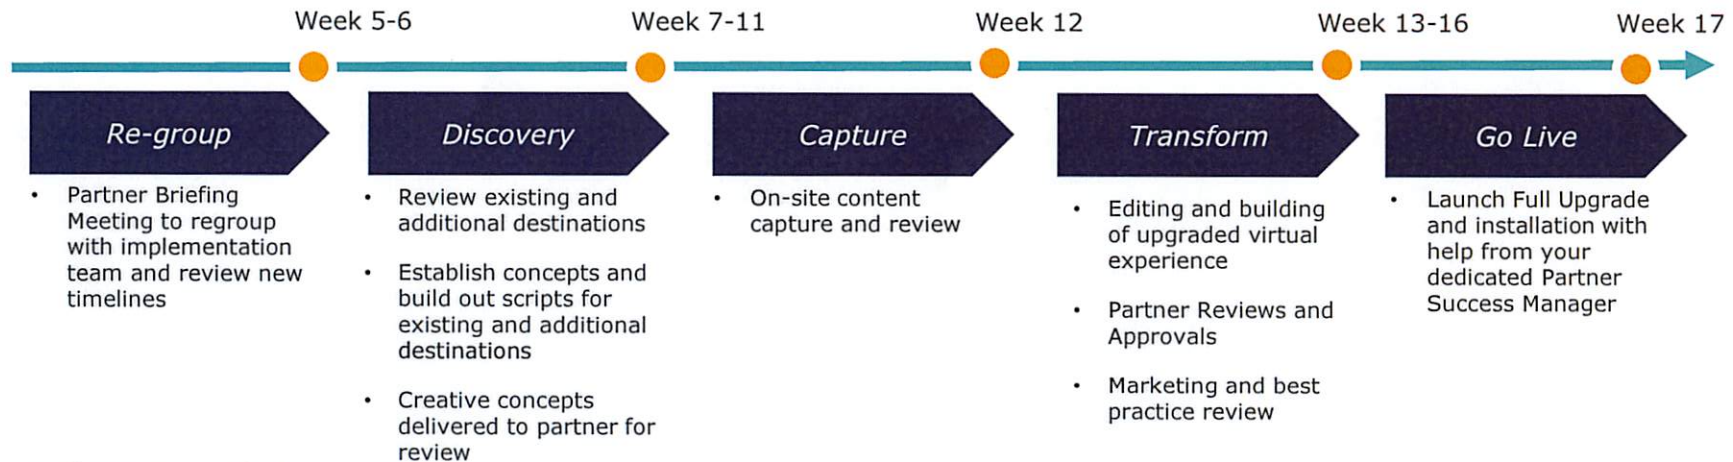 Week 5-6
Week 7-11
Week 12
Week 13-16
Week 17
Re-group
Discovery
Capture
Transform
Go Live
• Partner Briefing
Meeting to regroup
with implementation
team and review new
timelines
• Review existing and
additional destinations
• Establish concepts and
build out scripts for
existing and additional
destinations
• Creative concepts
delivered to partner for
review
• On-site content
capture and review
• Editing and building
of upgraded virtual
experience
• Partner Reviews and
Approvals
• Marketing and best
practice review
• Launch Full Upgrade
and installation with
help from your
dedicated Partner
Success Manager